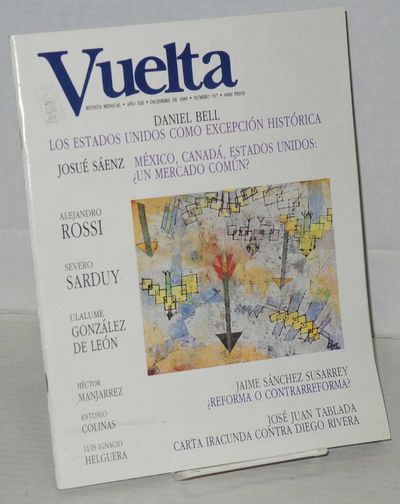 Vuelta
REVISTA MENSUAL • AÑO XIII • DICIEMBRE DE 1989 • NUMERO 157 • 4000 PESOS
DANIEL BELL
LOS ESTADOS UNIDOS COMO EXCEPCIÓN HISTÓRICA
JOSUÉ SÁENZ MÉXICO, CANADÁ, ESTADOS UNIDOS:
¿UN MERCADO COMÚN?
ALEJANDRO
ROSSI
SEVERO
SARDUY
ULALUME
GONZÁLEZ
DE LEÓN
HÉCTOR
MANJARREZ
ANTONIO
COLINAS
LUIS IGNACIO
HELGUERA
JAIME SÁNCHEZ SUSARREY
¿REFORMA O CONTRARREFORMA?
JOSÉ JUAN TABLADA
CARTA IRACUNDA CONTRA DIEGO RIVERA